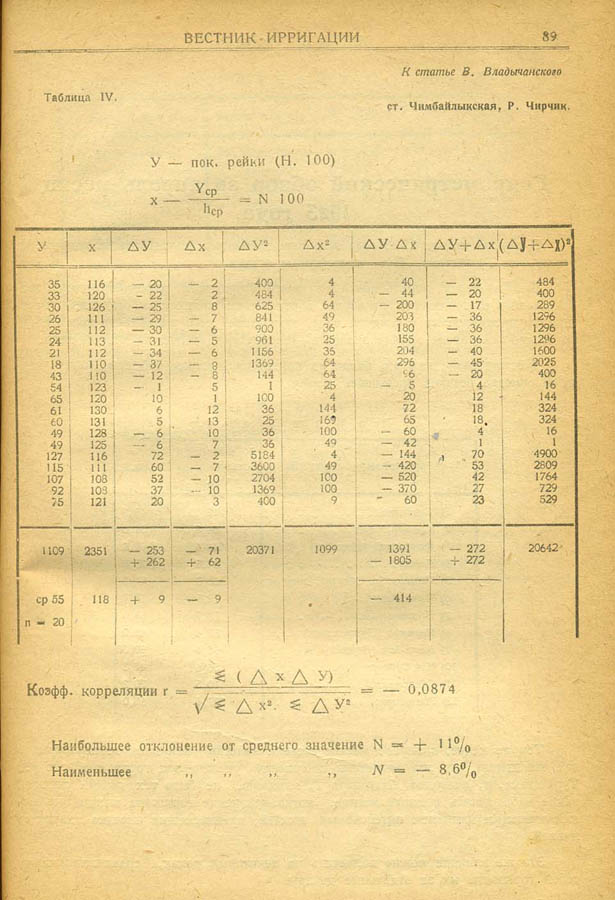 ВЕСТНИК ИРРИГАЦИИ 89
К статье В. Владычанского
Таблица IV.
ст. Чимбайлыкская, Р. Чирчик.
У — пок. рейки (Н. 100)
x — Yср / hср = N 100
У x ΔУ Δx ΔУ² Δx² ΔУ Δx ΔУ+Δx (ΔУ+Δx)²
35 116 — 20 — 2 400 4 40 — 22 484
33 120 - 22 2 484 4 — 44 — 20 400
30 126 — 25 8 625 64 — 200 — 17 289
26 111 — 29 - 7 841 49 203 — 36 1296
25 112 — 30 — 6 900 36 180 — 36 1296
24 113 - 31 — 5 961 25 155 — 36 1296
21 112 — 34 — 6 1156 36 204 — 40 1600
18 110 — 37 — 8 1369 64 296 — 45 2025
43 110 — 12 — 8 144 64 96 — 20 400
54 123 - 1 5 1 25 — 5 4 16
65 120 10 1 100 4 20 12 144
61 130 6 12 36 144 72 18 324
60 131 5 13 25 169 65 18. 324
49 128 — 6 10 36 100 — 60 4 16
49 125 — 6 7 36 49 — 42 1 1
127 116 72 — 2 5184 4 — 144 70 4900
115 111 60 — 7 3600 49 - 420 53 2809
107 108 52 — 10 2704 100 — 520 42 1764
92 108 37 -- 10 1369 100 — 370 27 729
75 121 20 3 400 9 60 23 529
1109 2351 — 253 — 71 20371 1099 1391 — 272 20642
+ 262 + 62 — 1805 + 272
ср 55 118 + 9 — 9 — 414
n = 20
Коэфф. корреляции r = ≶ ( Δ x Δ У) / √ ≶ Δ x². ≶ Δ У² = — 0,0874
Наибольшее отклонение от среднего значение N = + 11%
Наименьшее ,, ,, ,, ,, N = — 8,6%